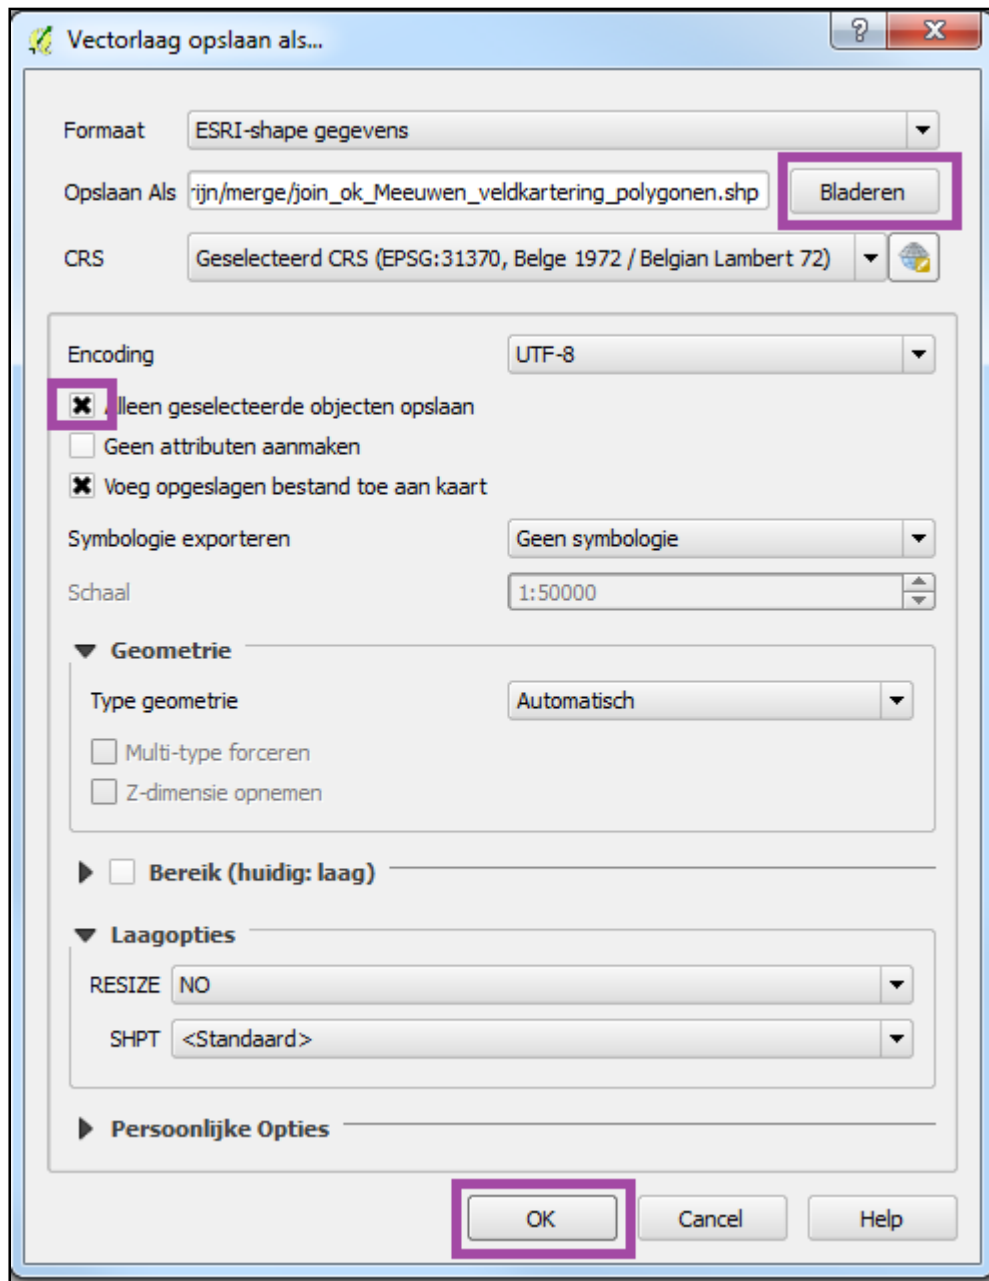 Vectorlaag opslaan als...
Formaat ESRI-shape gegevens
Opslaan Als rijn/merge/join_ok_Meeuwen_veldkartering_polygonen.shp Bladeren
CRS Geselecteerd CRS (EPSG:31370, Belge 1972 / Belgian Lambert 72)
Encoding UTF-8
Alleen geselecteerde objecten opslaan
Geen attributen aanmaken
Voeg opgeslagen bestand toe aan kaart
Symbologie exporteren Geen symbologie
Schaal 1:50000
Geometrie
Type geometrie Automatisch
Multi-type forceren
Z-dimensie opnemen
Bereik (huidig: laag)
Laagopties
RESIZE NO
SHPT <Standaard>
Persoonlijke Opties
OK Cancel Help